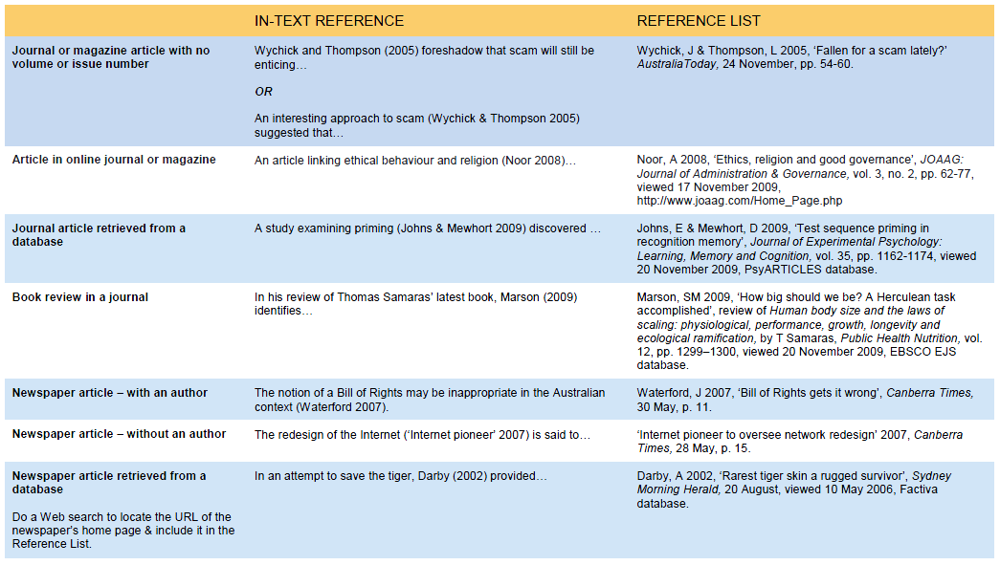 IN-TEXT REFERENCE
REFERENCE LIST
Journal or magazine article with no
volume or issue number
Wychick and Thompson (2005) foreshadow that scam will still be
enticing…
OR
An interesting approach to scam (Wychick & Thompson 2005)
suggested that…
Wychick, J & Thompson, L 2005, ‘Fallen for a scam lately?’
AustraliaToday, 24 November, pp. 54-60.
Article in online journal or magazine
An article linking ethical behaviour and religion (Noor 2008)…
Noor, A 2008, ‘Ethics, religion and good governance’, JOAAG:
Journal of Administration & Governance, vol. 3, no. 2, pp. 62-77,
viewed 17 November 2009,
http://www.joaag.com/Home_Page.php
Journal article retrieved from a
database
A study examining priming (Johns & Mewhort 2009) discovered …
Johns, E & Mewhort, D 2009, ‘Test sequence priming in
recognition memory’, Journal of Experimental Psychology:
Learning, Memory and Cognition, vol. 35, pp. 1162-1174, viewed
20 November 2009, PsyARTICLES database.
Book review in a journal
In his review of Thomas Samaras’ latest book, Marson (2009)
identifies…
Marson, SM 2009, ‘How big should we be? A Herculean task
accomplished’, review of Human body size and the laws of
scaling: physiological, performance, growth, longevity and
ecological ramification, by T Samaras, Public Health Nutrition, vol.
12, pp. 1299–1300, viewed 20 November 2009, EBSCO EJS
database.
Newspaper article – with an author
The notion of a Bill of Rights may be inappropriate in the Australian
context (Waterford 2007).
Waterford, J 2007, ‘Bill of Rights gets it wrong’, Canberra Times,
30 May, p. 11.
Newspaper article – without an author
The redesign of the Internet (‘Internet pioneer’ 2007) is said to…
‘Internet pioneer to oversee network redesign’ 2007, Canberra
Times, 28 May, p. 15.
Newspaper article retrieved from a
database
Do a Web search to locate the URL of the
newspaper’s home page & include it in the
Reference List.
In an attempt to save the tiger, Darby (2002) provided…
Darby, A 2002, ‘Rarest tiger skin a rugged survivor’, Sydney
Morning Herald, 20 August, viewed 10 May 2006, Factiva
database.